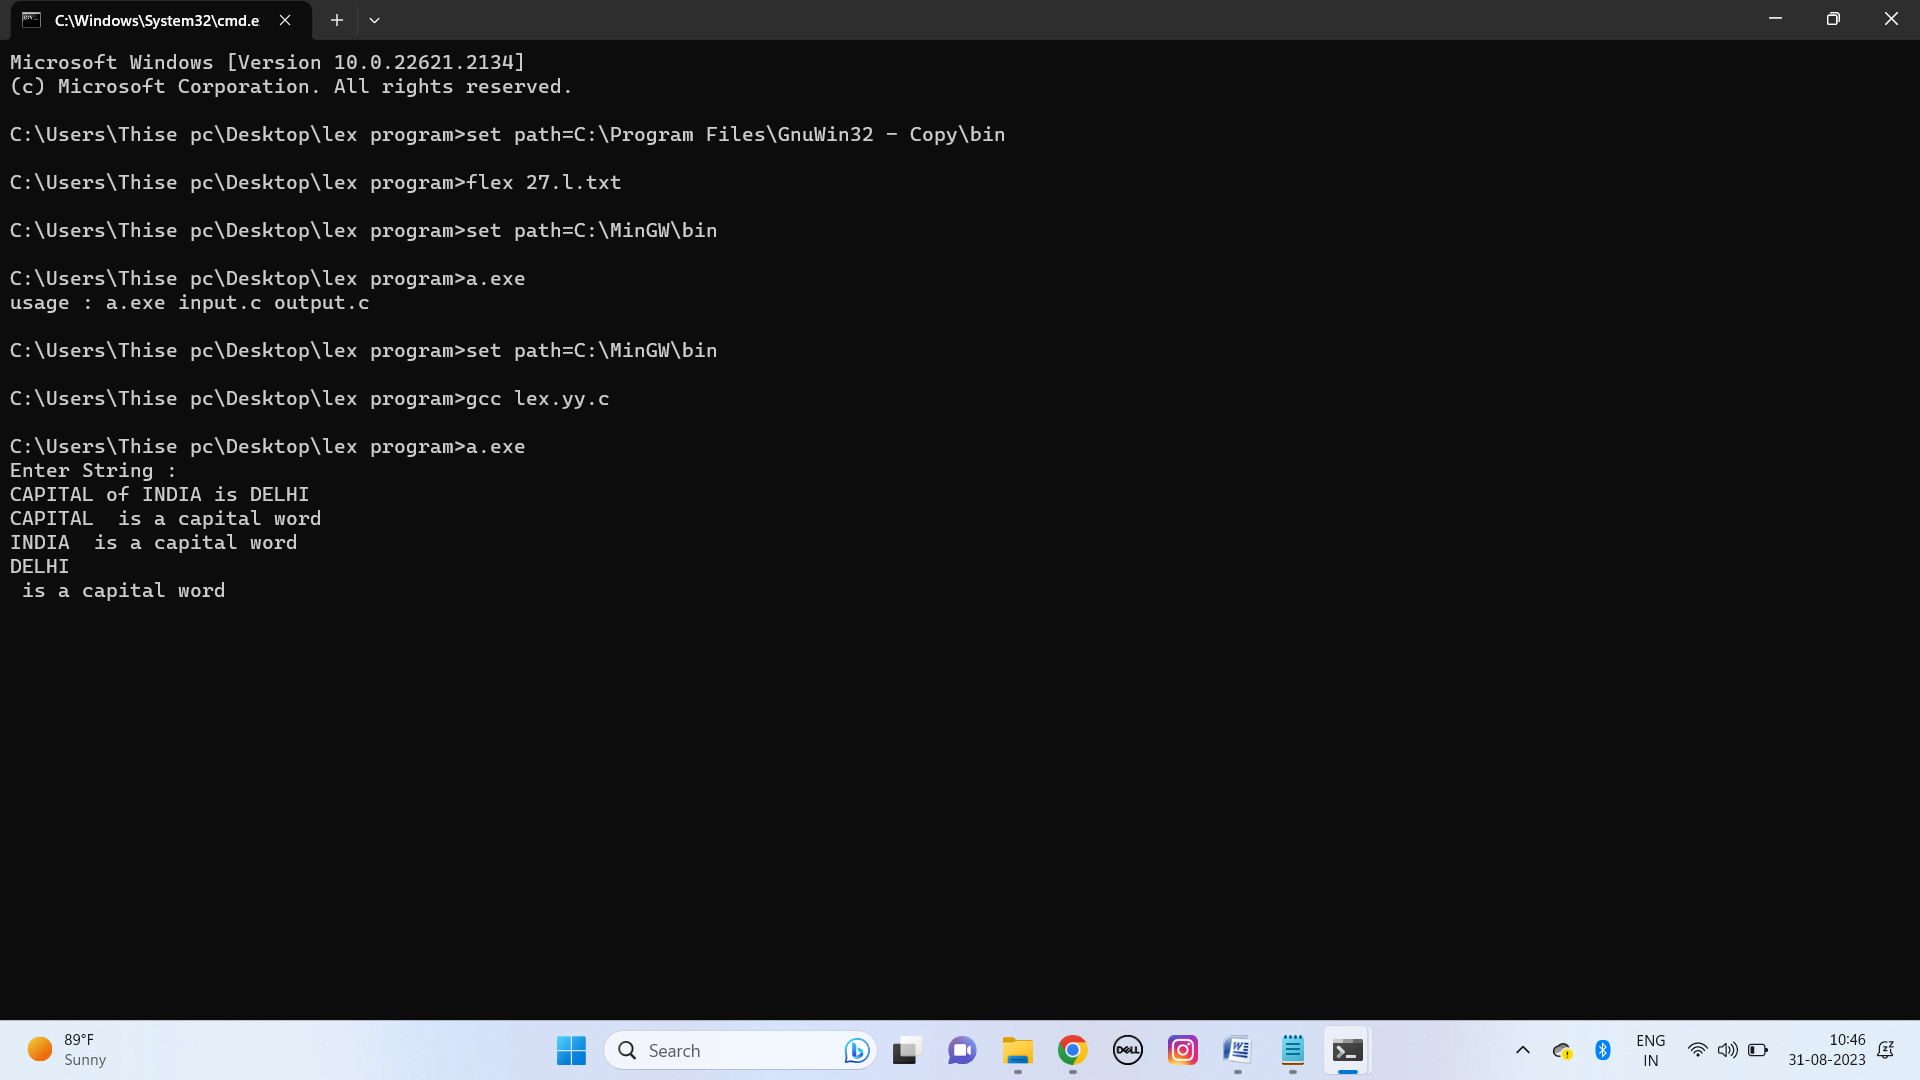 C:\Windows\System32\cmd.e
Microsoft Windows [Version 10.0.22621.2134]
(c) Microsoft Corporation. All rights reserved.
C:\Users\Thise pc\Desktop\lex program>set path=C:\Program Files\GnuWin32 - Copy\bin
C:\Users\Thise pc\Desktop\lex program>flex 27.l.txt
C:\Users\Thise pc\Desktop\lex program>set path=C:\MinGW\bin
C:\Users\Thise pc\Desktop\lex program>a.exe
usage : a.exe input.c output.c
C:\Users\Thise pc\Desktop\lex program>set path=C:\MinGW\bin
C:\Users\Thise pc\Desktop\lex program>gcc lex.yy.c
C:\Users\Thise pc\Desktop\lex program>a.exe
Enter String :
CAPITAL of INDIA is DELHI
CAPITAL  is a capital word
INDIA  is a capital word
DELHI
 is a capital word
89°F
Sunny
Search
DELL
W
ENG
IN
10:46
31-08-2023